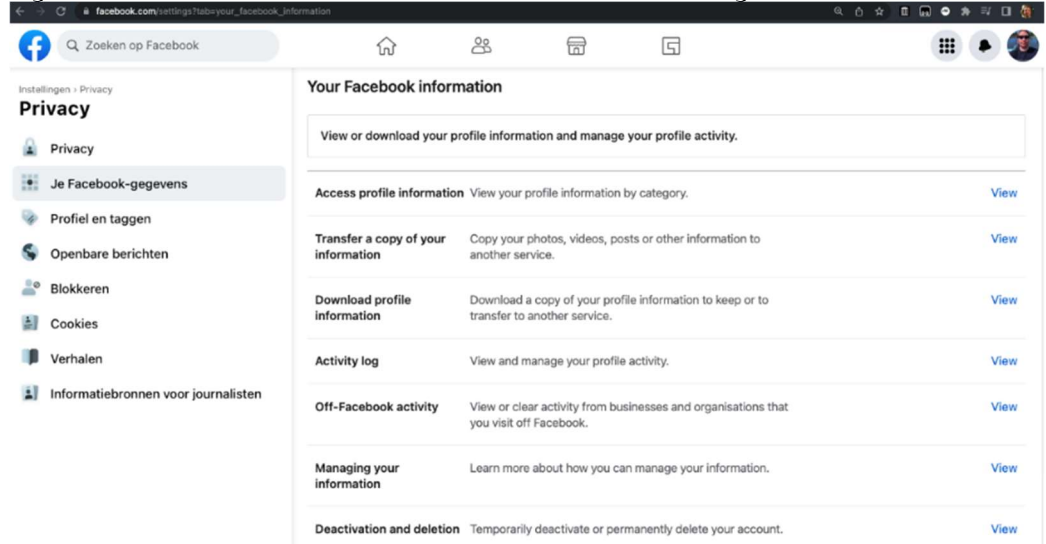 facebook.com/settings?tab=your_facebook_information
Zoeken op Facebook
Instellingen › Privacy
Privacy
Privacy
Je Facebook-gegevens
Profiel en taggen
Openbare berichten
Blokkeren
Cookies
Verhalen
Informatiebronnen voor journalisten
Your Facebook information
View or download your profile information and manage your profile activity.
Access profile information View your profile information by category. View
Transfer a copy of your Copy your photos, videos, posts or other information to View
information another service.
Download profile Download a copy of your profile information to keep or to View
information transfer to another service.
Activity log View and manage your profile activity. View
Off-Facebook activity View or clear activity from businesses and organisations that View
you visit off Facebook.
Managing your Learn more about how you can manage your information. View
information
Deactivation and deletion Temporarily deactivate or permanently delete your account. View